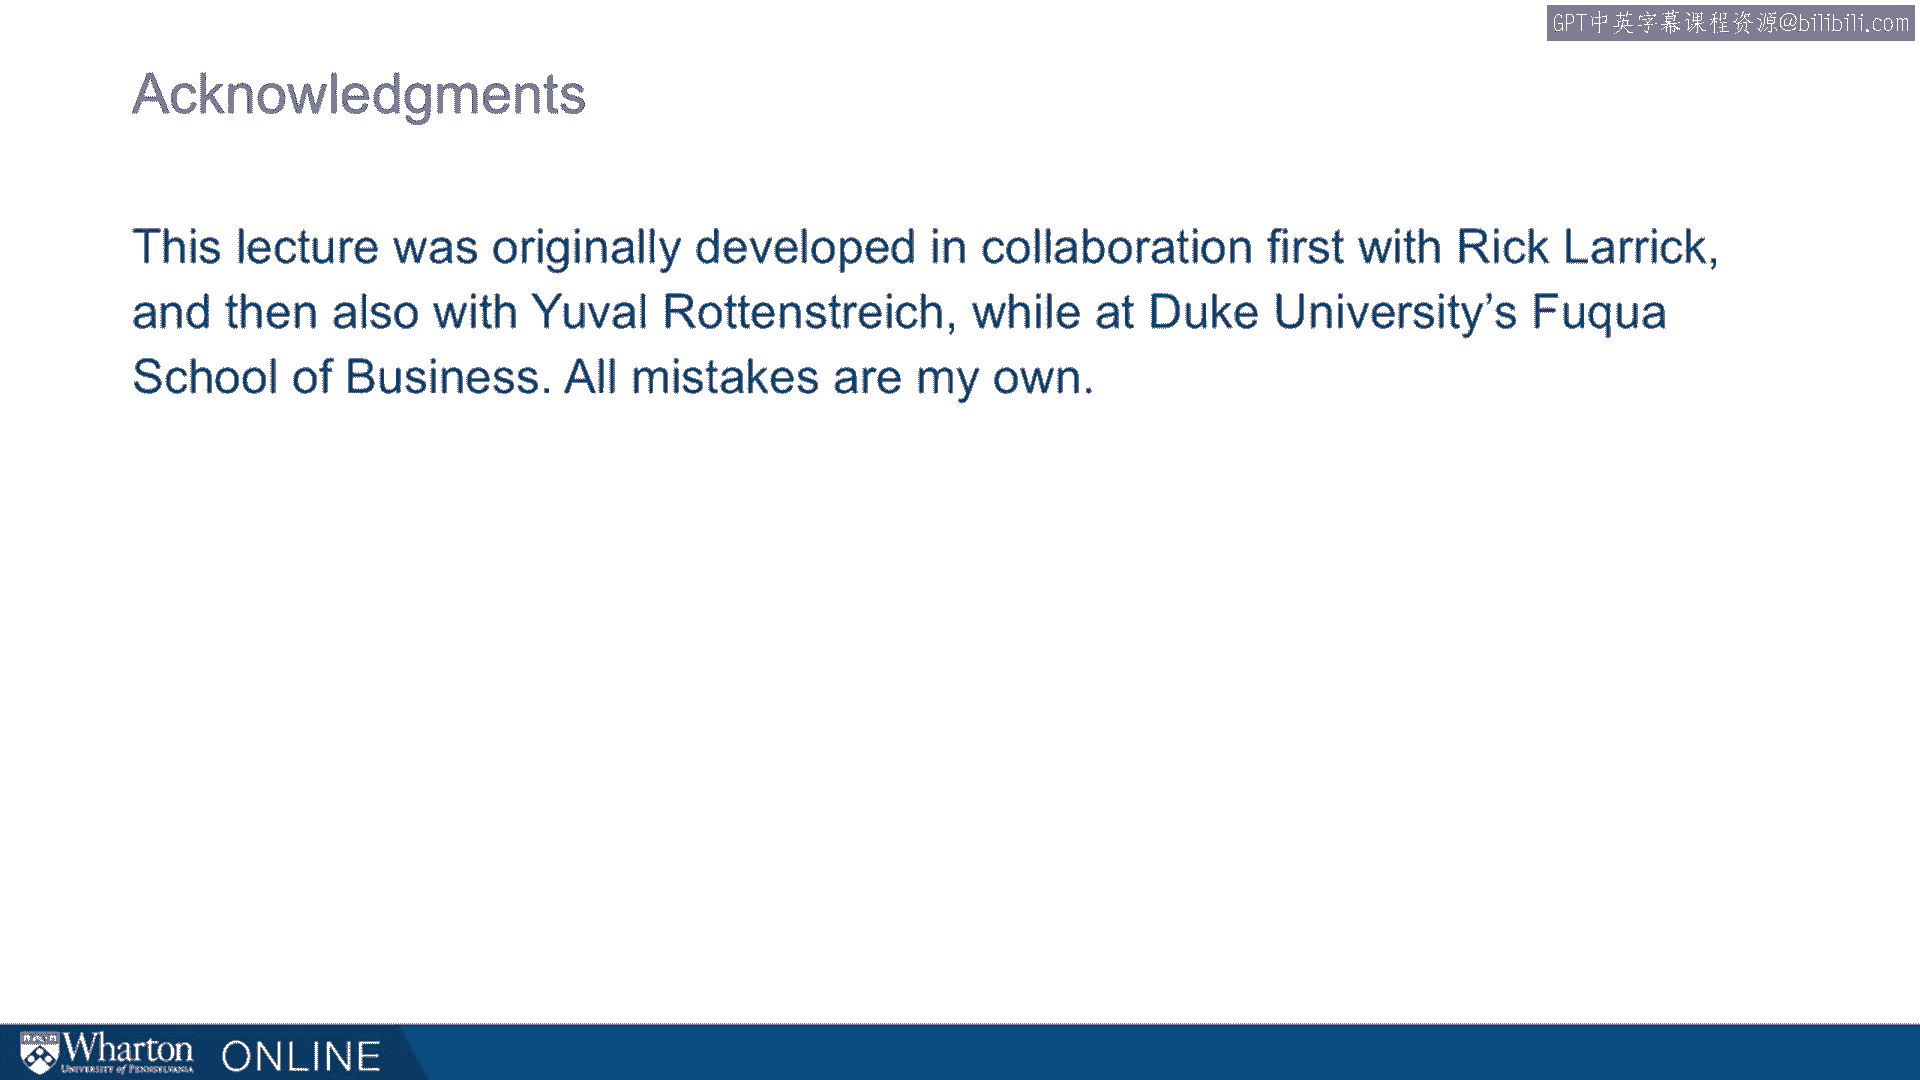 GPT中英字幕课程资源@bilibili.com
Acknowledgments
This lecture was originally developed in collaboration first with Rick Larrick,
and then also with Yuval Rottenstreich, while at Duke University’s Fuqua
School of Business. All mistakes are my own.
Wharton
UNIVERSITY of PENNSYLVANIA
ONLINE